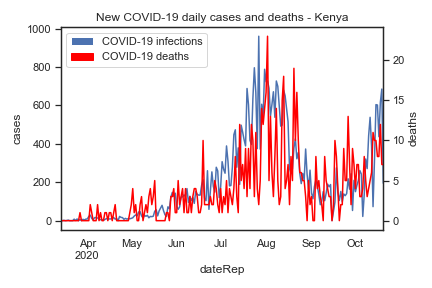 New COVID-19 daily cases and deaths - Kenya
COVID-19 infections
COVID-19 deaths
1000
800
600
400
200
0
cases
20
15
10
5
0
deaths
Apr
2020
May
Jun
Jul
Aug
Sep
Oct
dateRep